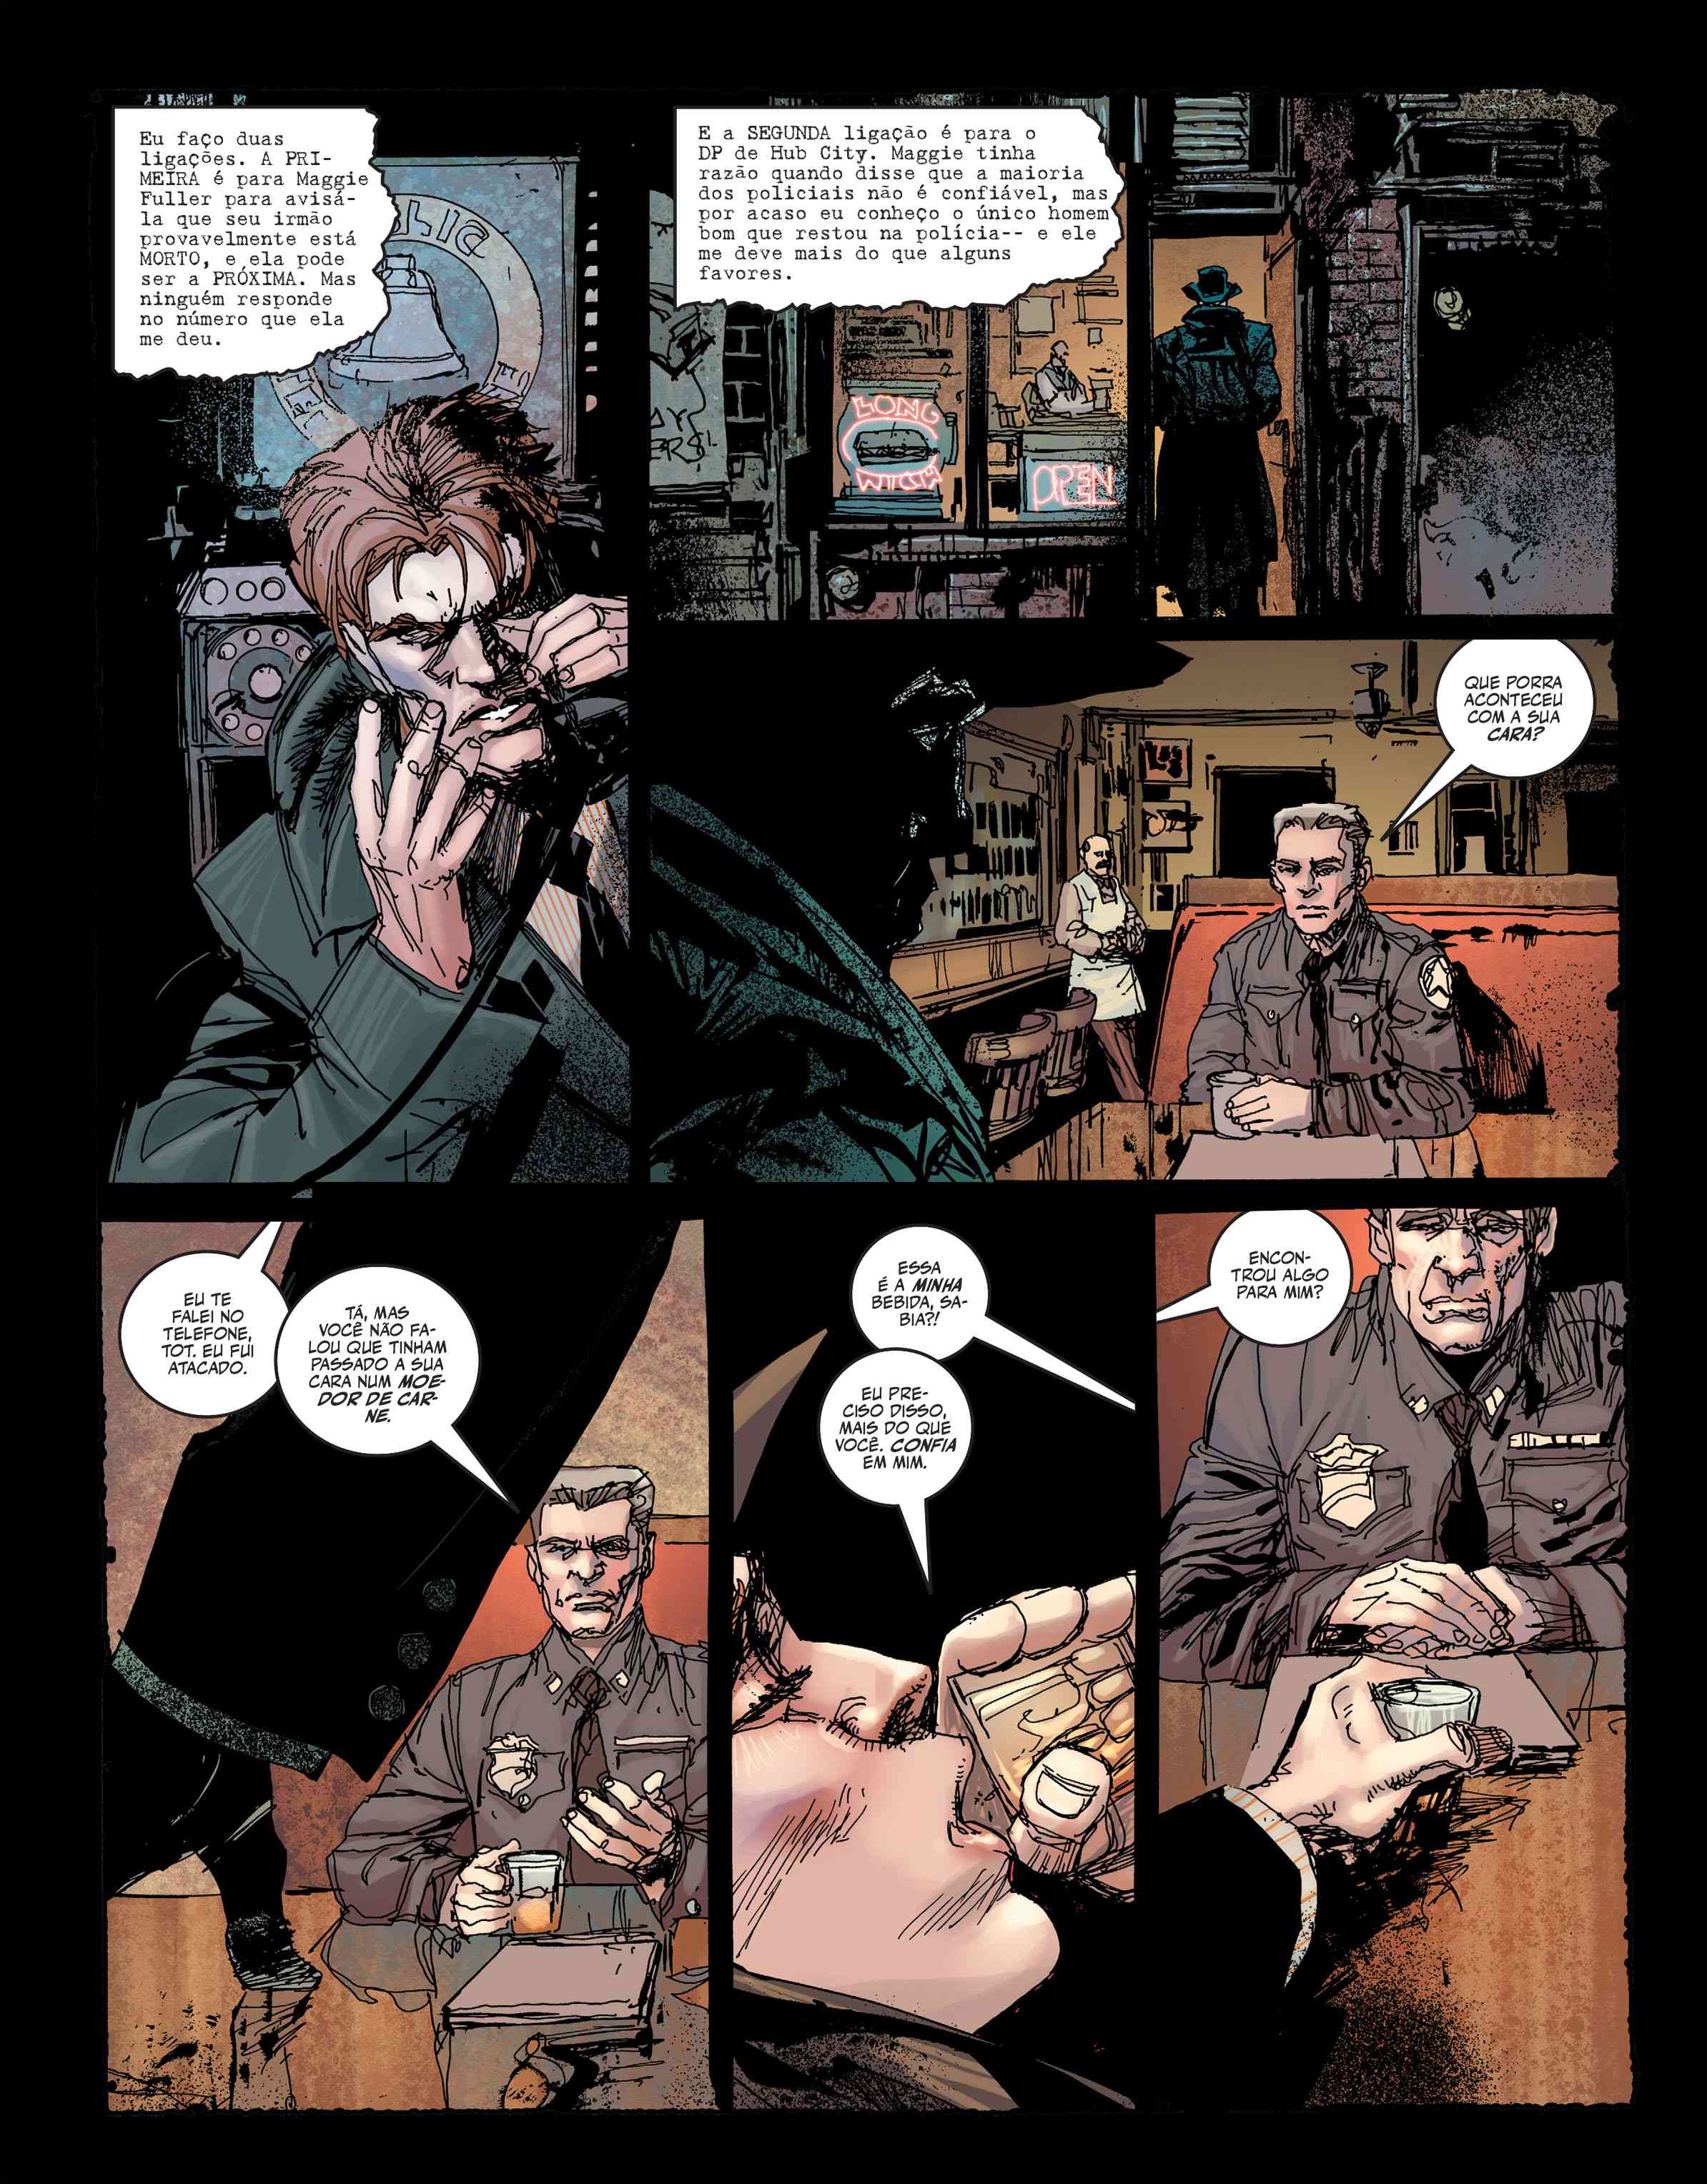 Eu faço duas
ligações. A PRI-
MEIRA é para Maggie
Fuller para avisá-
la que seu irmão
provavelmente está
MORTO, e ela pode
ser a PRÓXIMA. Mas
ninguém responde
no número que ela
me deu.
E a SEGUNDA ligação é para o
DP de Hub City. Maggie tinha
razão quando disse que a maioria
dos policiais não é confiável, mas
por acaso eu conheço o único homem
bom que restou na polícia-- e ele
me deve mais do que alguns
favores.
LONG
WICH
OPEN
QUE PORRA
ACONTECEU
COM A SUA
CARA?
EU TE
FALEI NO
TELEFONE,
TOT. EU FUI
ATACADO.
TÁ, MAS
VOCÊ NÃO FA-
LOU QUE TINHAM
PASSADO A SUA
CARA NUM MOE-
DOR DE CAR-
NE.
ESSA
É A MINHA
BEBIDA, SA-
BIA?!
EU PRE-
CISO DISSO,
MAIS DO QUE
VOCÊ. CONFIA
EM MIM.
ENCON-
TROU ALGO
PARA MIM?